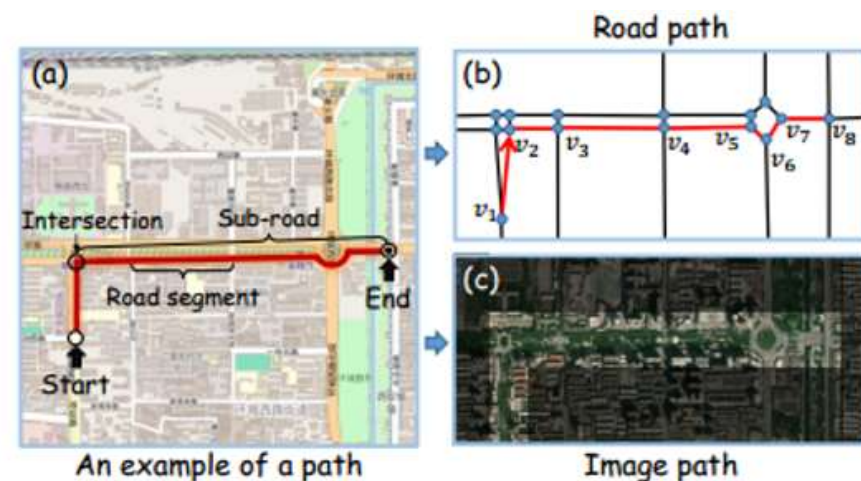 Road path
(a)
Intersection
Sub-road
Road segment
Start
End
An example of a path
(b)
v₁
v₂
v₃
v₄
v₅
v₆
v₇
v₈
(c)
Image path